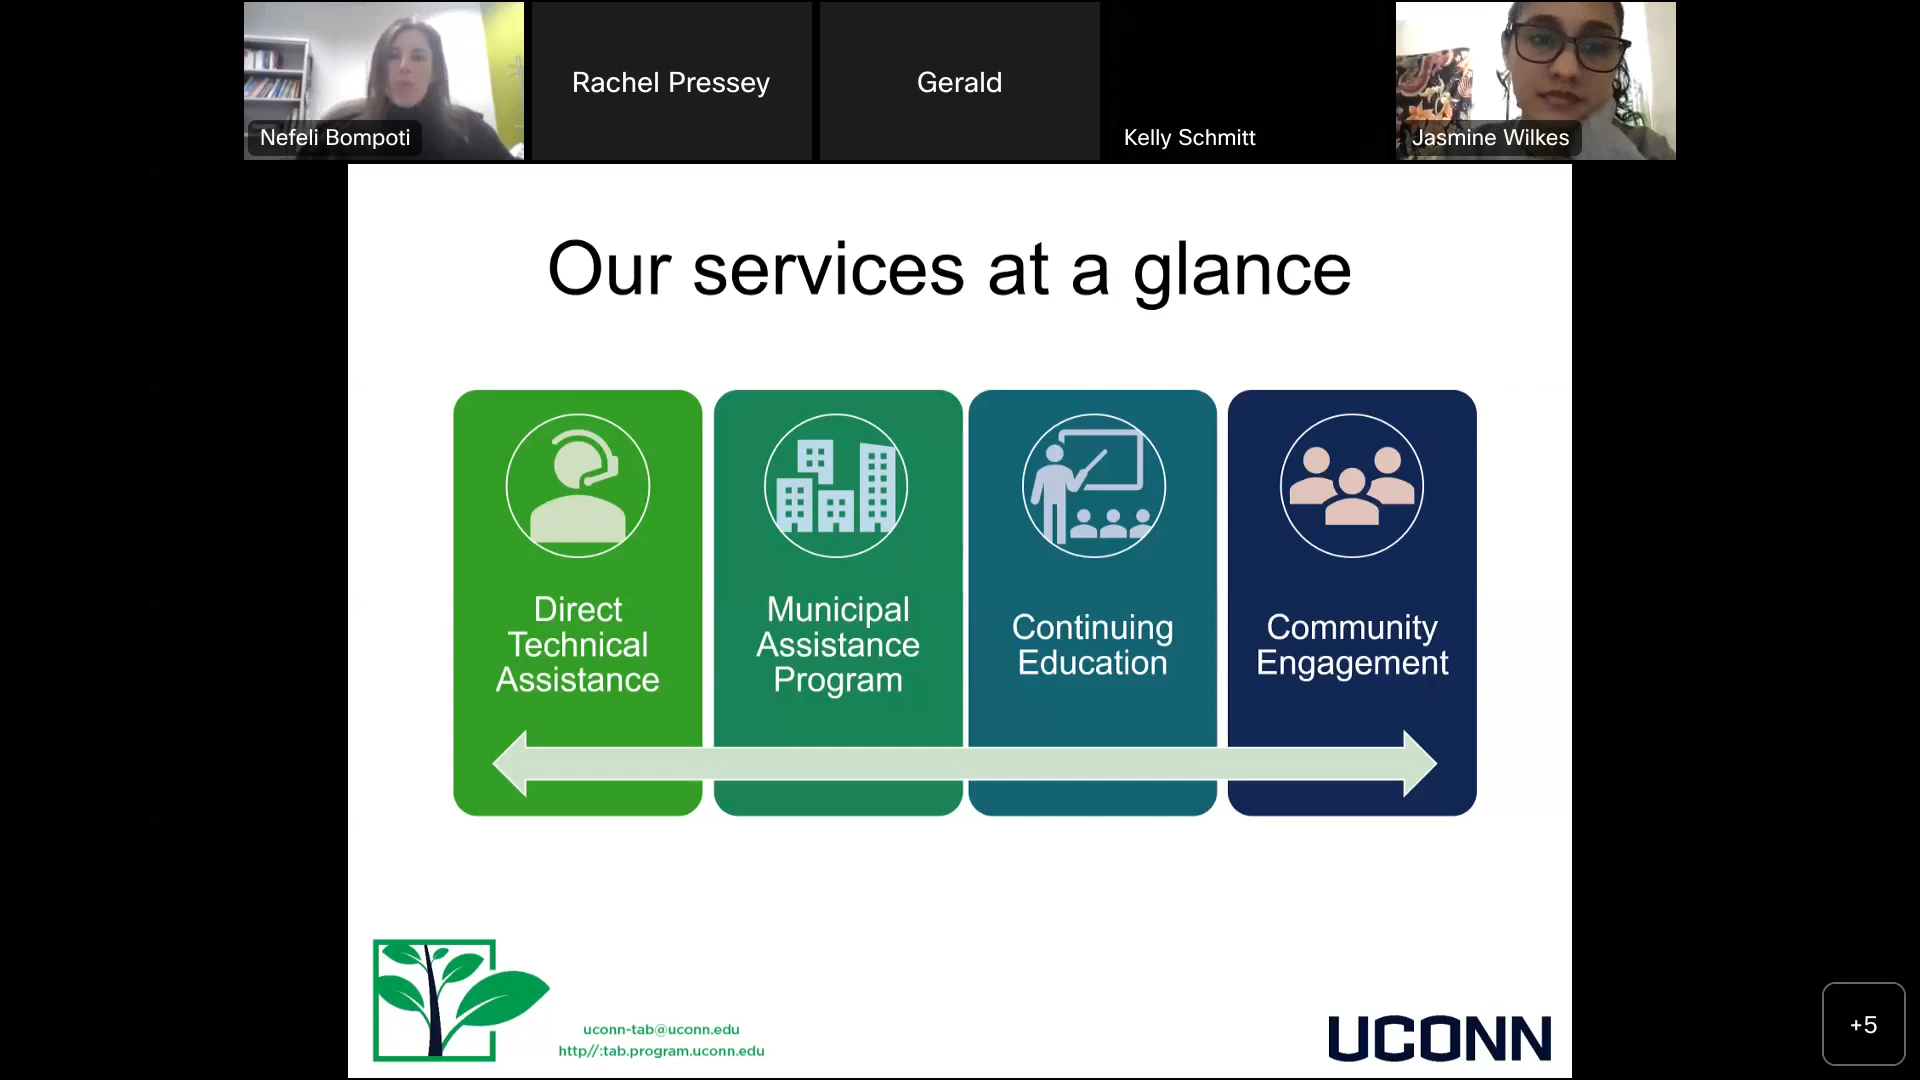 Rachel Pressey
Gerald
Nefeli Bompoti
Kelly Schmitt
Jasmine Wilkes
Our services at a glance
Direct
Technical
Assistance
Municipal
Assistance
Program
Continuing
Education
Community
Engagement
uconn-tab@uconn.edu
http//:tab.program.uconn.edu
UCONN
+5